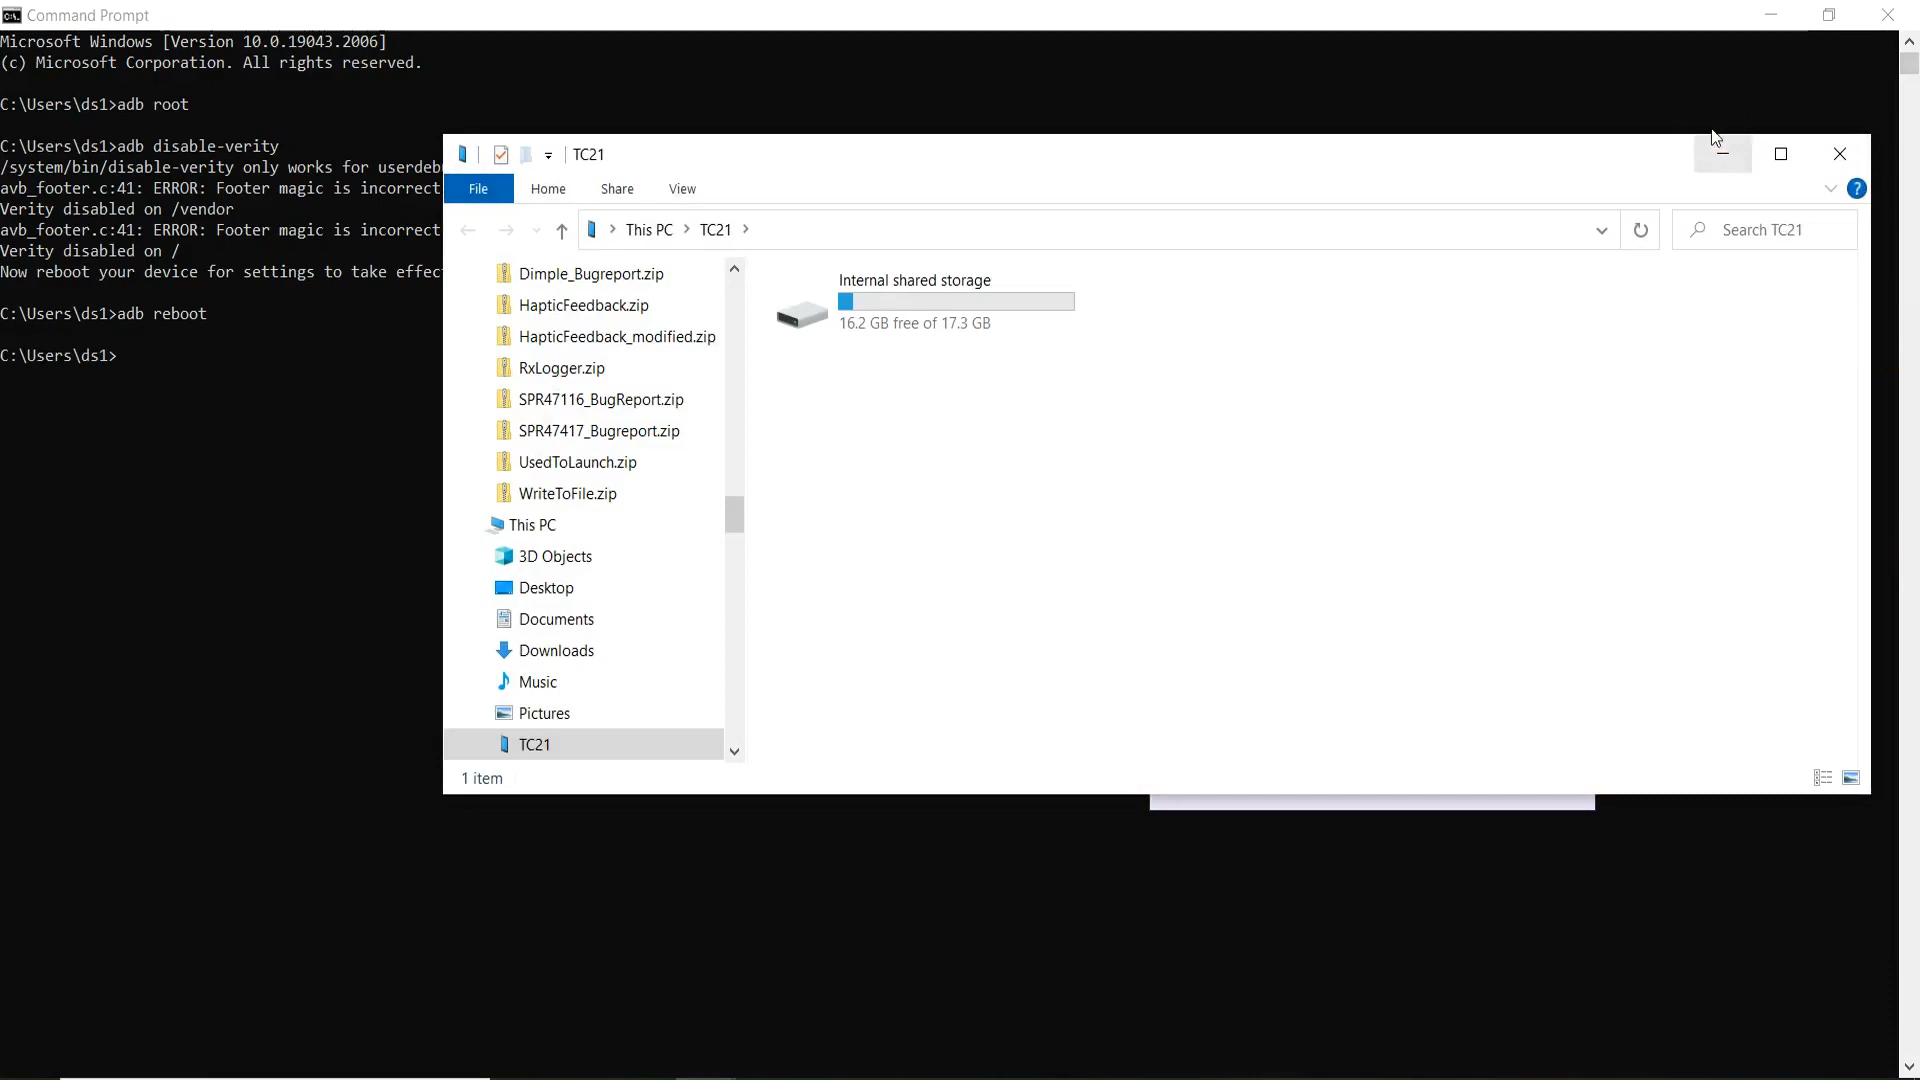 Command Prompt
Microsoft Windows [Version 10.0.19043.2006]
(c) Microsoft Corporation. All rights reserved.
C:\Users\ds1>adb root
C:\Users\ds1>adb disable-verity
/system/bin/disable-verity only works for userdebu
avb_footer.c:41: ERROR: Footer magic is incorrect
Verity disabled on /vendor
avb_footer.c:41: ERROR: Footer magic is incorrect
Verity disabled on /
Now reboot your device for settings to take effec
C:\Users\ds1>adb reboot
C:\Users\ds1>
TC21
File Home Share View
This PC TC21
Search TC21
Dimple_Bugreport.zip
HapticFeedback.zip
HapticFeedback_modified.zip
RxLogger.zip
SPR47116_BugReport.zip
SPR47417_Bugreport.zip
UsedToLaunch.zip
WriteToFile.zip
This PC
3D Objects
Desktop
Documents
Downloads
Music
Pictures
TC21
Internal shared storage
16.2 GB free of 17.3 GB
1 item